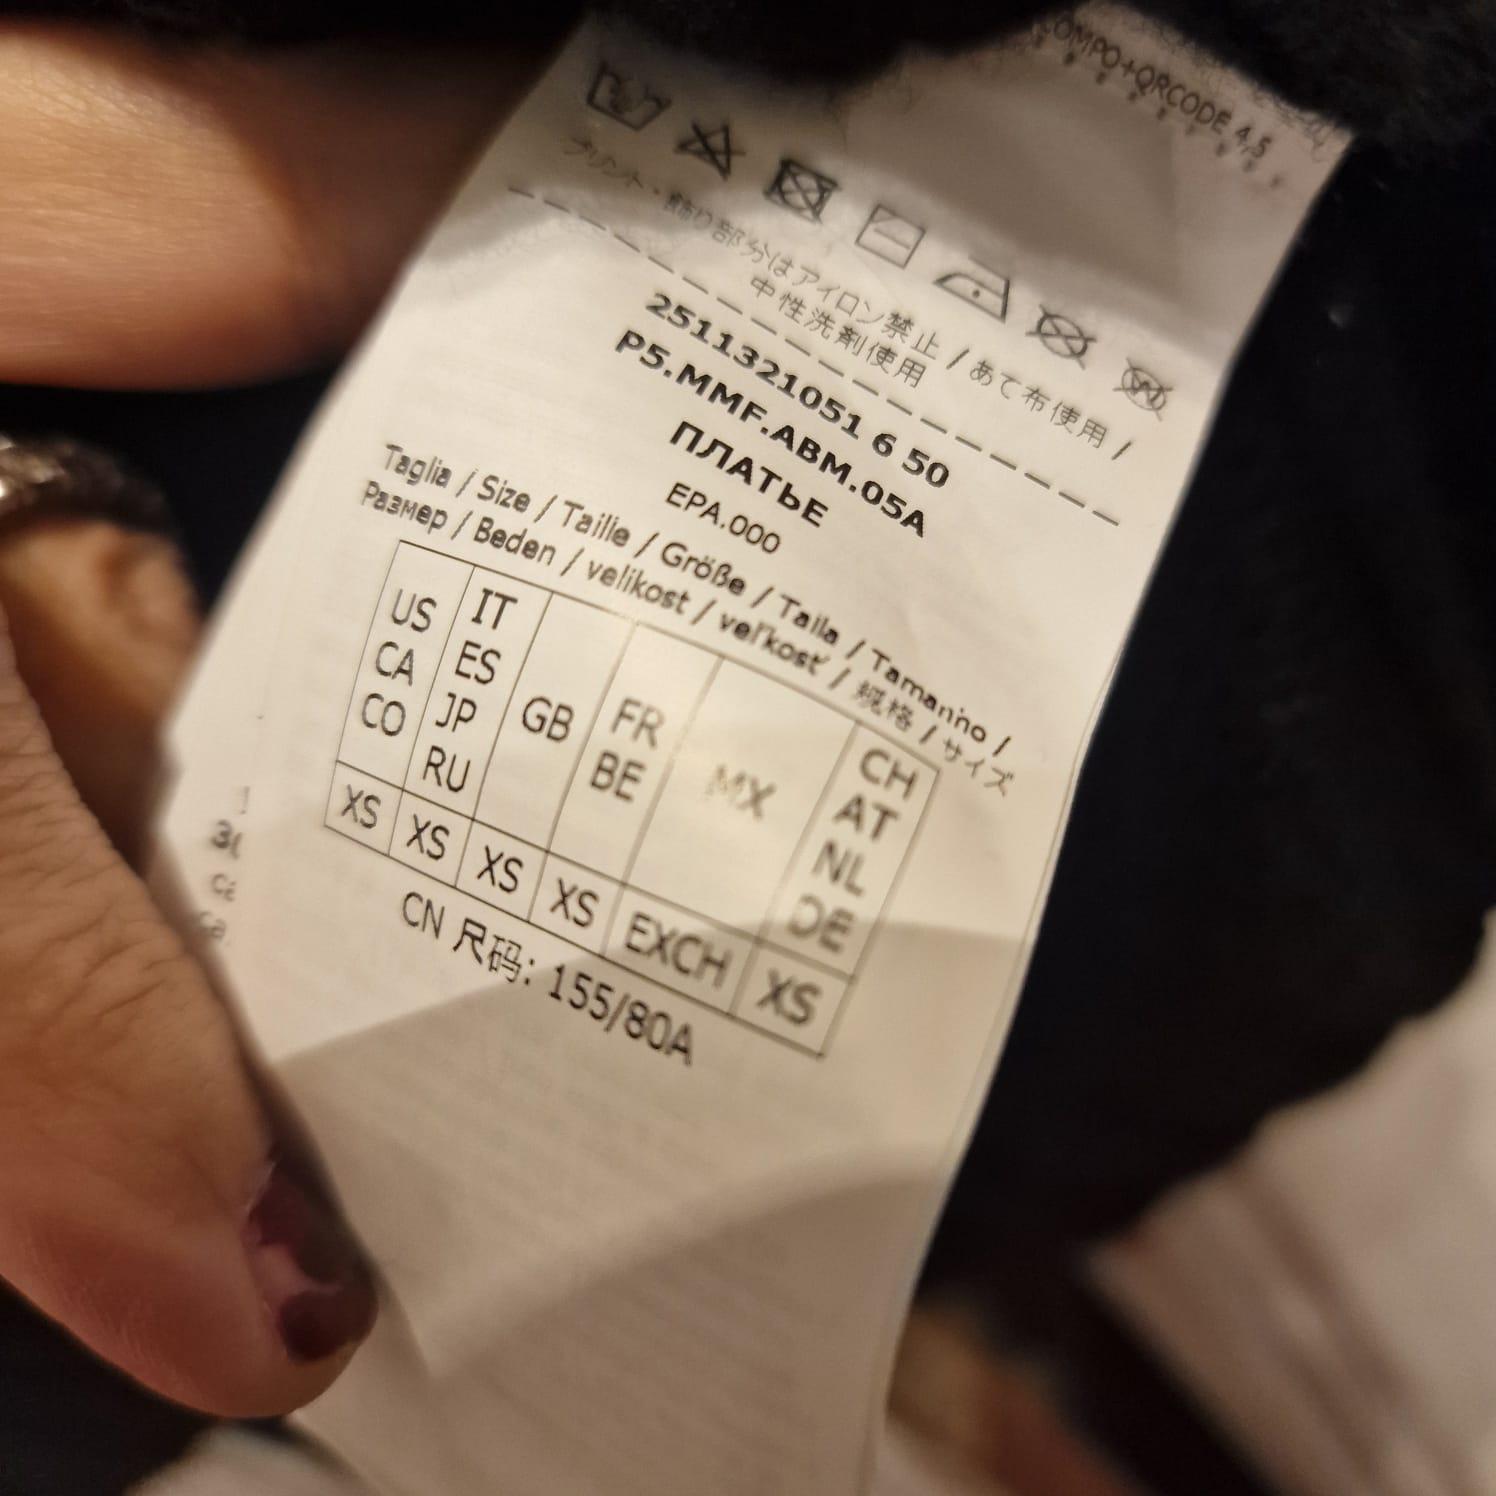 COMPO+QRCODE 4,5
プリント・飾り部分はアイロン禁止 / あて布使用 /
中性洗剤使用
2511321051 6 50
P5.MMF.ABM.05A
ПЛАТЬЕ
EPA.000
Taglia / Size / Taille / Größe / Talla / Tamanho /
Размер / Beden / velikost / veľkosť / 规格 / サイズ
US CA CO
IT ES JP RU
GB
FR BE
MX
CH AT NL DE
XS XS XS XS EXCH XS
CN 尺码: 155/80A